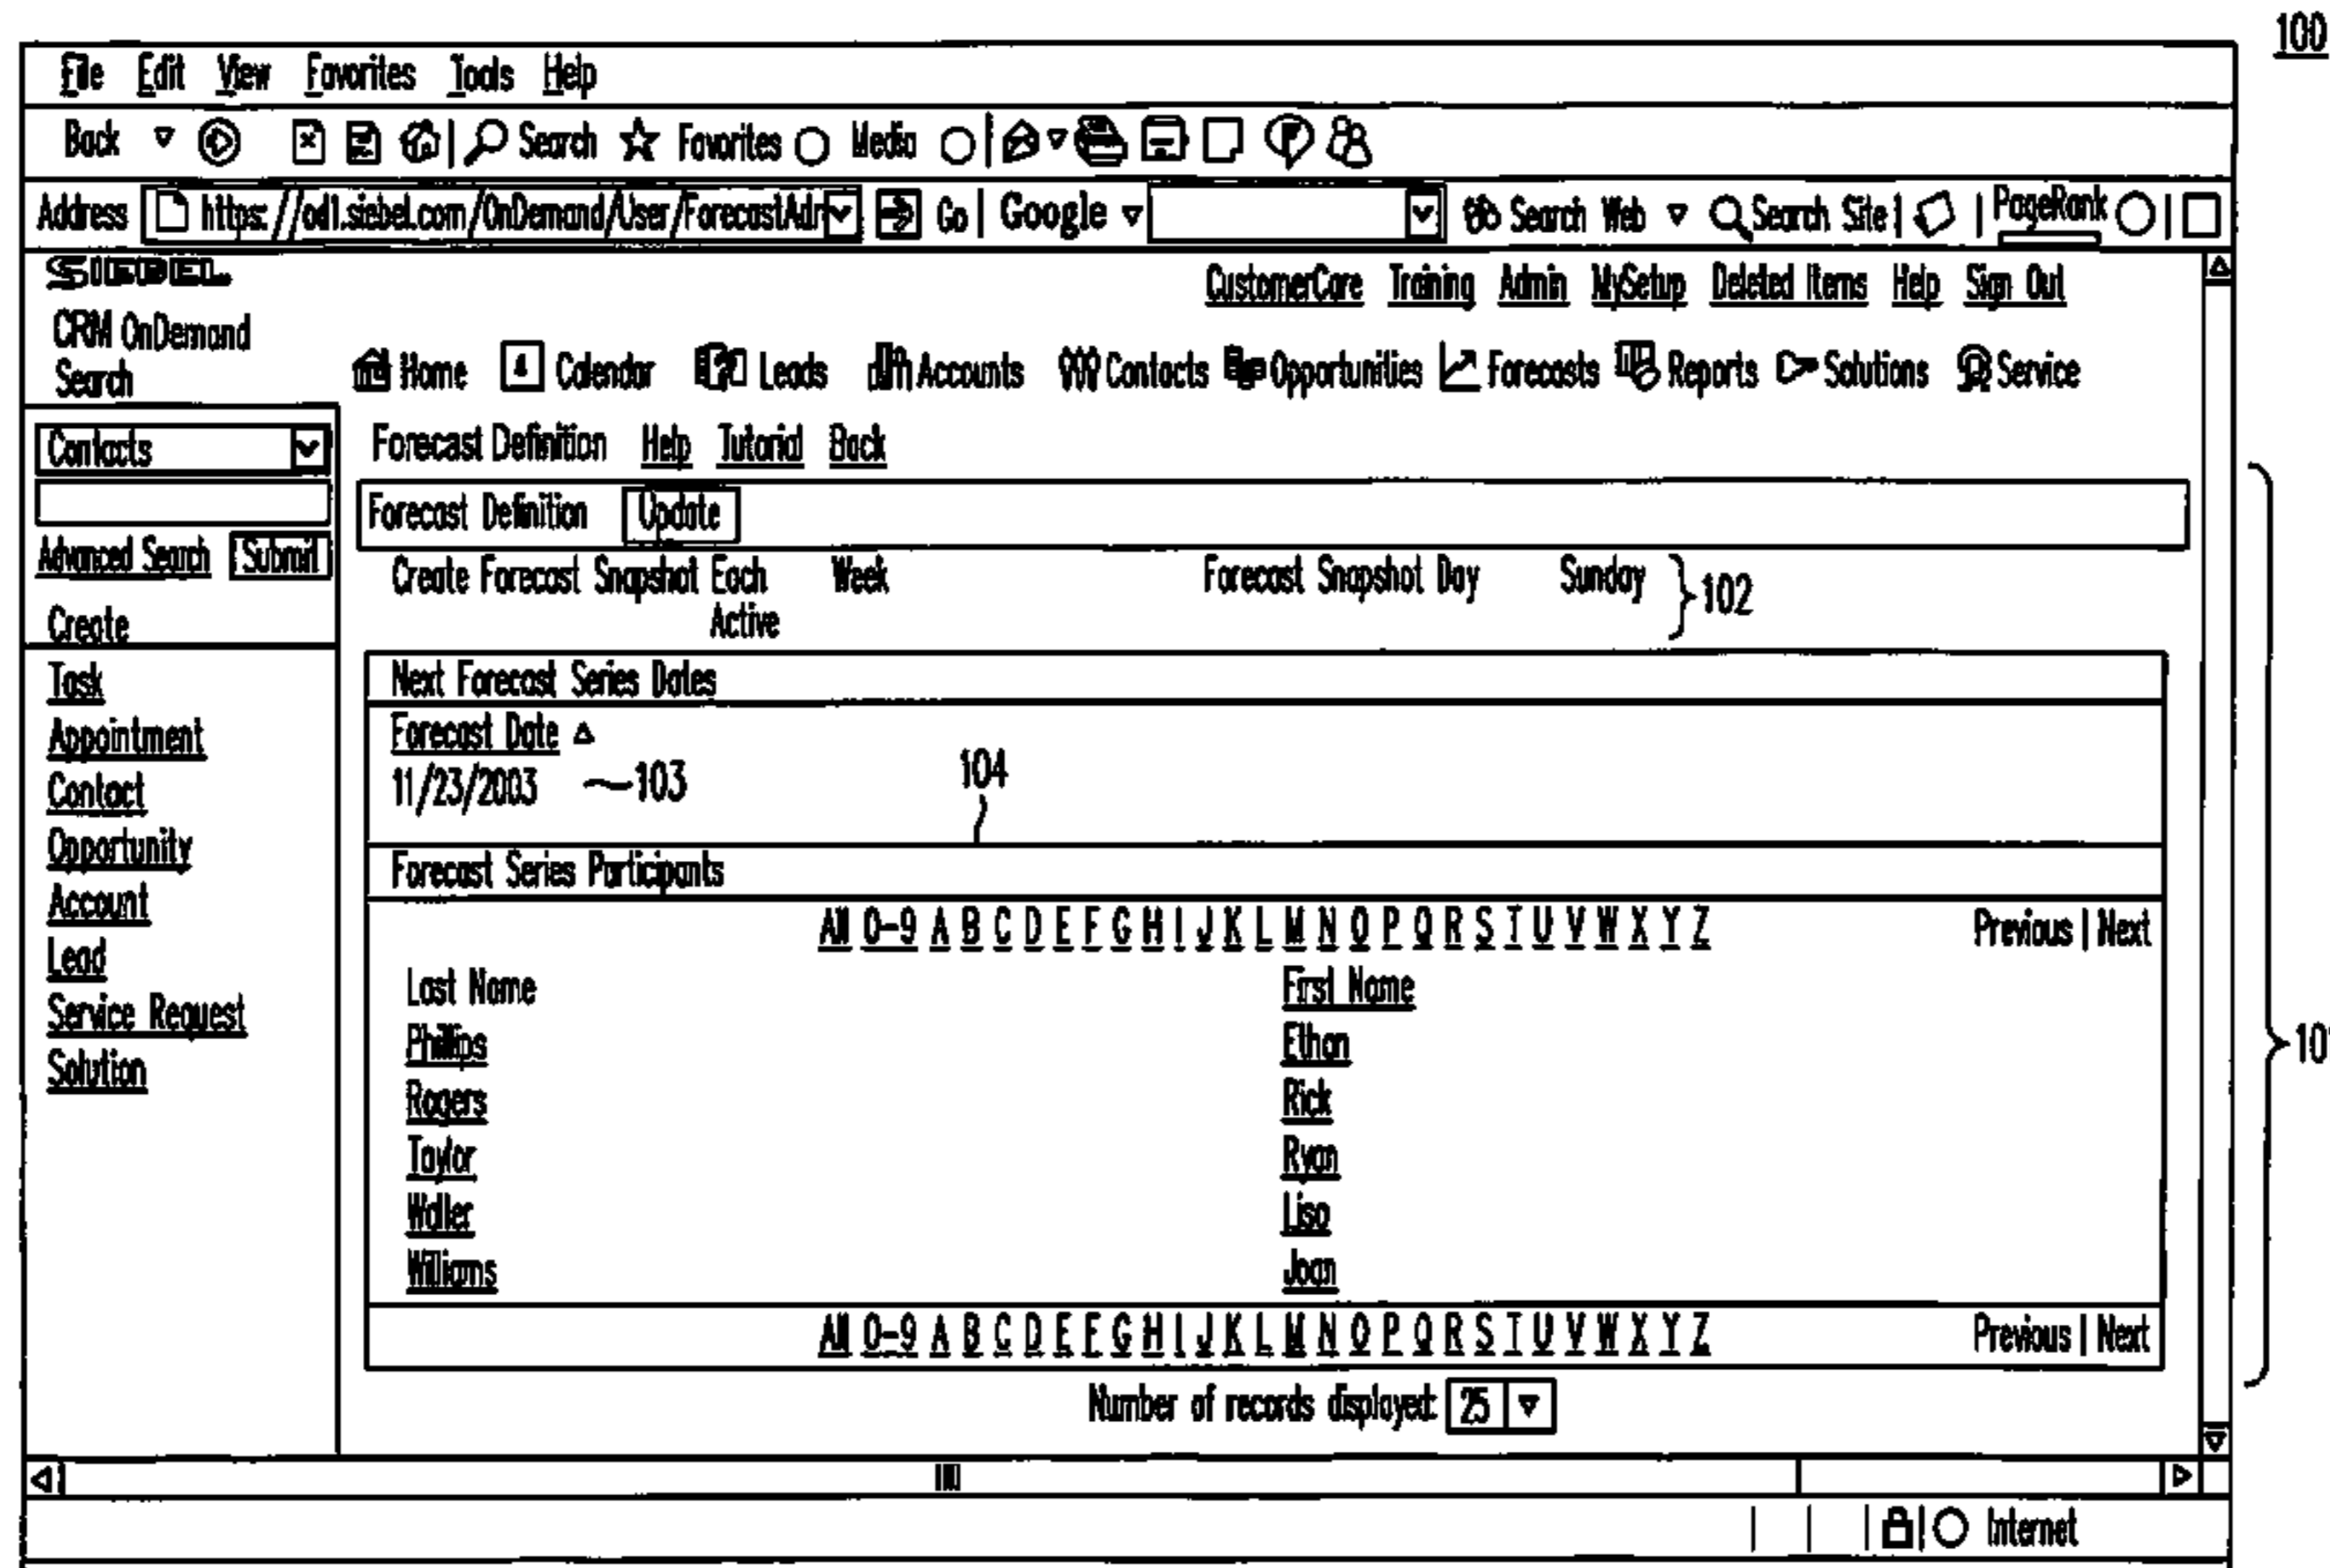 100
File Edit View Favorites Tools Help
Back Search Favorites Media
Address https://od1.siebel.com/OnDemand/User/ForecastAdm Go | Google Search Web Search Site | PageRank
SIEBEL
CustomerCare Training Admin MySetup Deleted Items Help Sign Out
CRM OnDemand
Search
Home 4 Calendar Leads Accounts Contacts Opportunities Forecasts Reports Solutions Service
Contacts
Forecast Definition Help Tutorial Back
Forecast Definition Update
Advanced Search Submit
Create Forecast Snapshot Each Week Forecast Snapshot Day Sunday 102
Active
Create
Task
Appointment
Contact
Opportunity
Account
Lead
Service Request
Solution
Next Forecast Series Dates
Forecast Date
11/23/2003 103
104
Forecast Series Participants
All 0-9 A B C D E F G H I J K L M N O P Q R S T U V W X Y Z Previous | Next
Last Name First Name
Phillips Ethan
Rogers Rick
Taylor Ryan
Waller Lisa
Williams Joan
All 0-9 A B C D E F G H I J K L M N O P Q R S T U V W X Y Z Previous | Next
Number of records displayed: 25
Internet